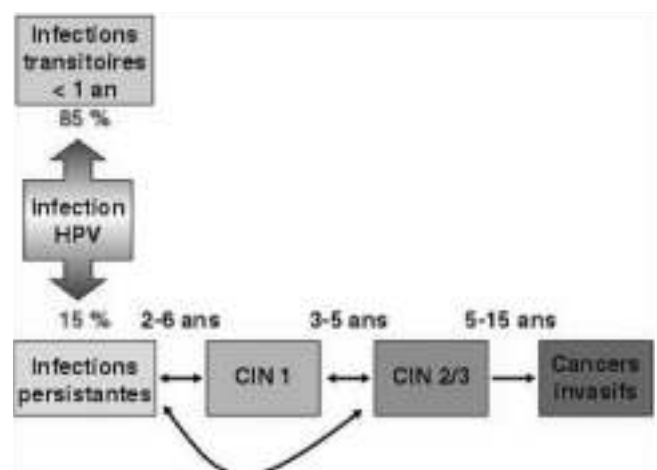 Infections
transitoires
< 1 an
85 %
Infection
HPV
15 %
2-6 ans
3-5 ans
5-15 ans
Infections
persistantes
CIN 1
CIN 2/3
Cancers
invasifs